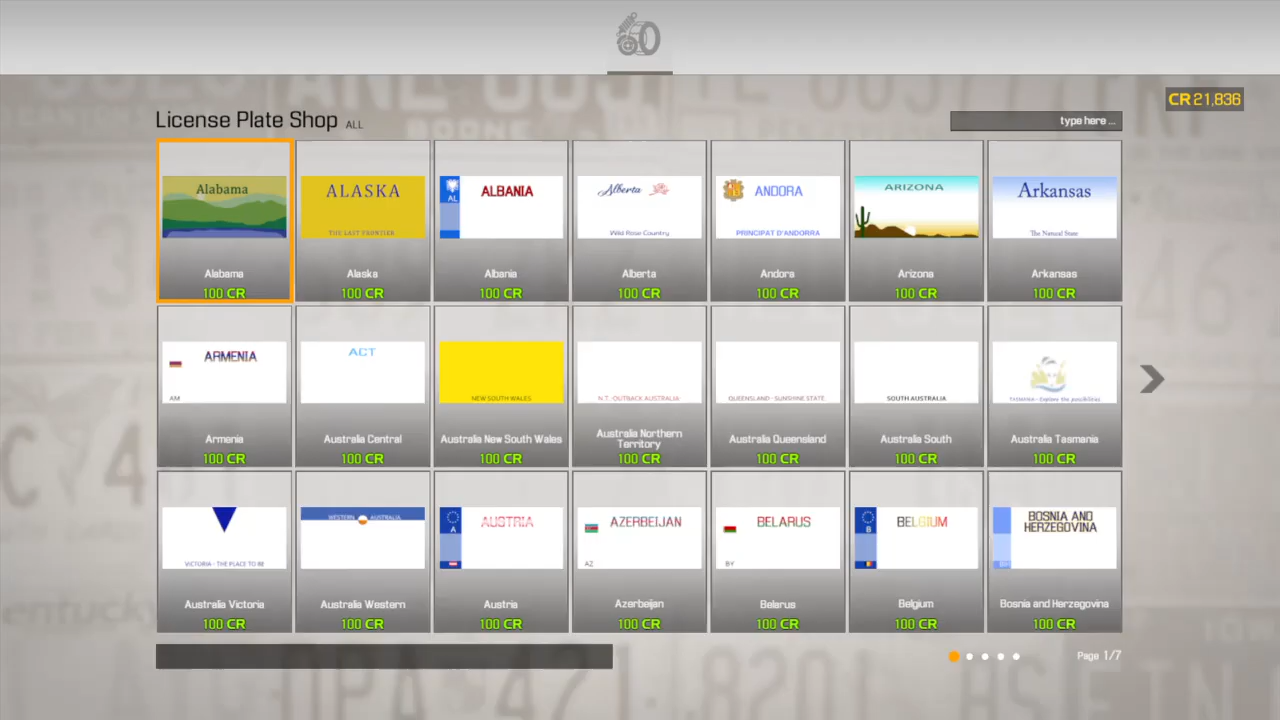 CR 21,836
License Plate Shop ALL
type here ...
Alabama
ALASKA
THE LAST FRONTIER
AL
ALBANIA
Alberta
Wild Rose Country
ANDORA
PRINCIPAT D'ANDORRA
ARIZONA
Arkansas
The Natural State
Alabama
Alaska
Albania
Alberta
Andora
Arizona
Arkansas
100 CR
100 CR
100 CR
100 CR
100 CR
100 CR
100 CR
ARMENIA
AM
ACT
NEW SOUTH WALES
N.T. OUTBACK AUSTRALIA
QUEENSLAND - SUNSHINE STATE
SOUTH AUSTRALIA
TASMANIA - Explore the possibilities
Armenia
Australia Central
Australia New South Wales
Australia Northern
Territory
Australia Queensland
Australia South
Australia Tasmania
100 CR
100 CR
100 CR
100 CR
100 CR
100 CR
100 CR
VICTORIA - THE PLACE TO BE
WESTERN AUSTRALIA
A
AUSTRIA
AZERBEIJAN
AZ
BELARUS
BY
B
BELGIUM
BOSNIA AND
HERZEGOVINA
BIH
Australia Victoria
Australia Western
Austria
Azerbeijan
Belarus
Belgium
Bosnia and Herzegovina
100 CR
100 CR
100 CR
100 CR
100 CR
100 CR
100 CR
Page 1/7